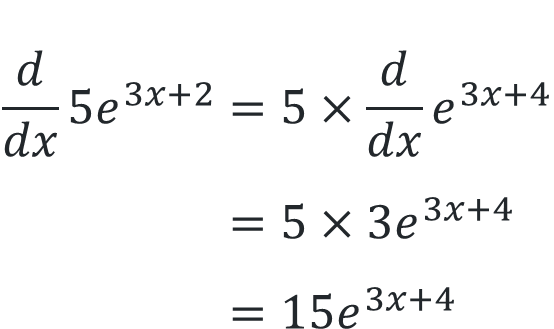 d/dx 5e^{3x+2} = 5 × d/dx e^{3x+4}
= 5 × 3e^{3x+4}
= 15e^{3x+4}